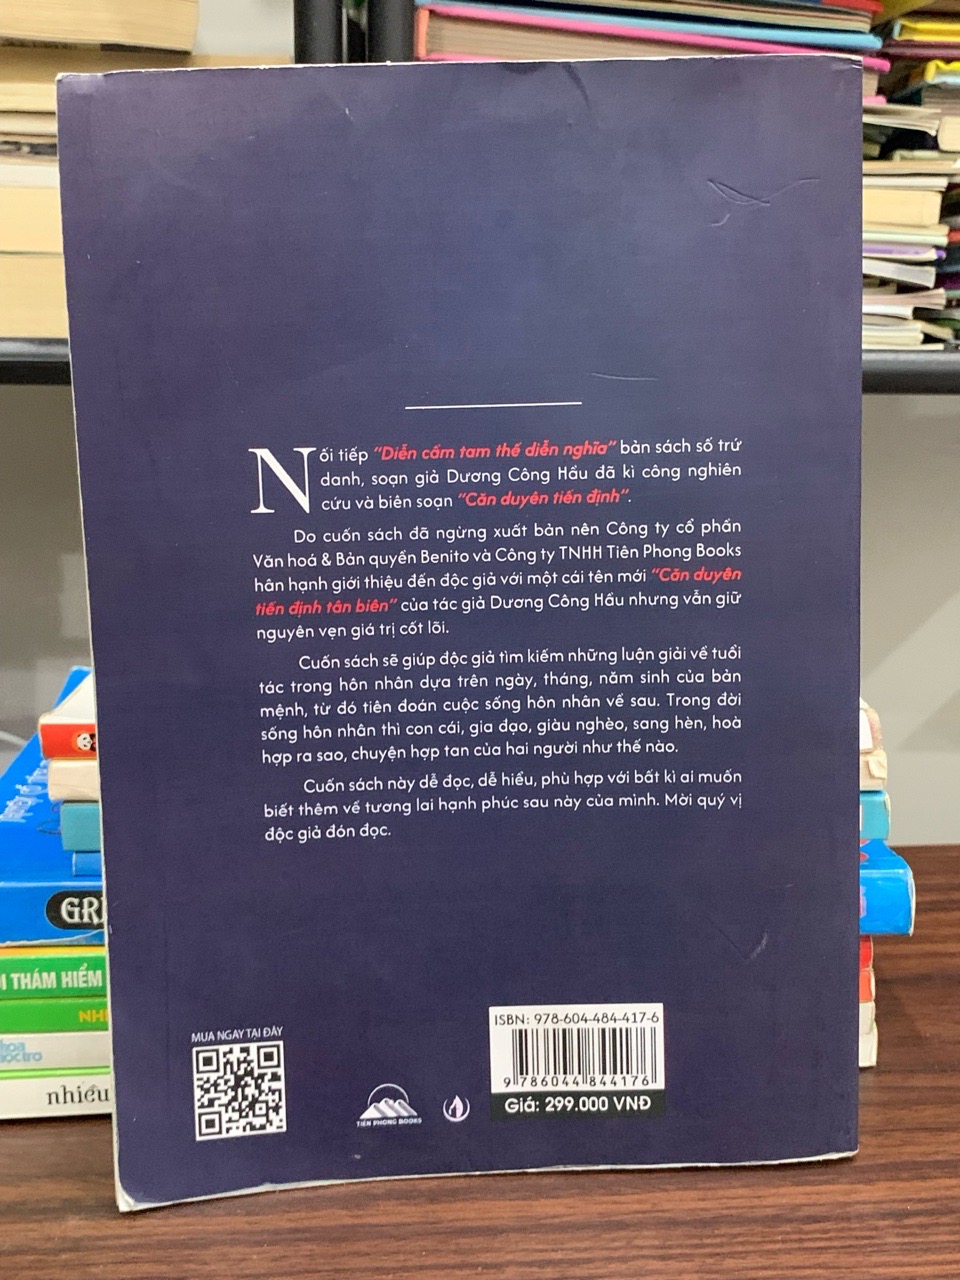 Nối tiếp "Diễn cầm tam thế diễn nghĩa" bản sách số trứ
danh, soạn giả Dương Công Hầu đã kì công nghiên
cứu và biên soạn "Căn duyên tiền định".
Do cuốn sách đã ngừng xuất bản nên Công ty cổ phần
Văn hoá & Bản quyền Benito và Công ty TNHH Tiên Phong Books
hân hạnh giới thiệu đến độc giả với một cái tên mới "Căn duyên
tiền định tân biên" của tác giả Dương Công Hầu nhưng vẫn giữ
nguyên vẹn giá trị cốt lõi.
Cuốn sách sẽ giúp độc giả tìm kiếm những luận giải về tuổi
tác trong hôn nhân dựa trên ngày, tháng, năm sinh của bản
mệnh, từ đó tiên đoán cuộc sống hôn nhân về sau. Trong đời
sống hôn nhân thì con cái, gia đạo, giàu nghèo, sang hèn, hoà
hợp ra sao, chuyện hợp tan của hai người như thế nào.
Cuốn sách này dễ đọc, dễ hiểu, phù hợp với bất kì ai muốn
biết thêm về tương lai hạnh phúc sau này của mình. Mời quý vị
độc giả đón đọc.
MUA NGAY TẠI ĐÂY
TIÊN PHONG BOOKS
ISBN: 978-604-484-417-6
9 786044 844176
Giá: 299.000 VNĐ
THÁM HIỂM
nhiều